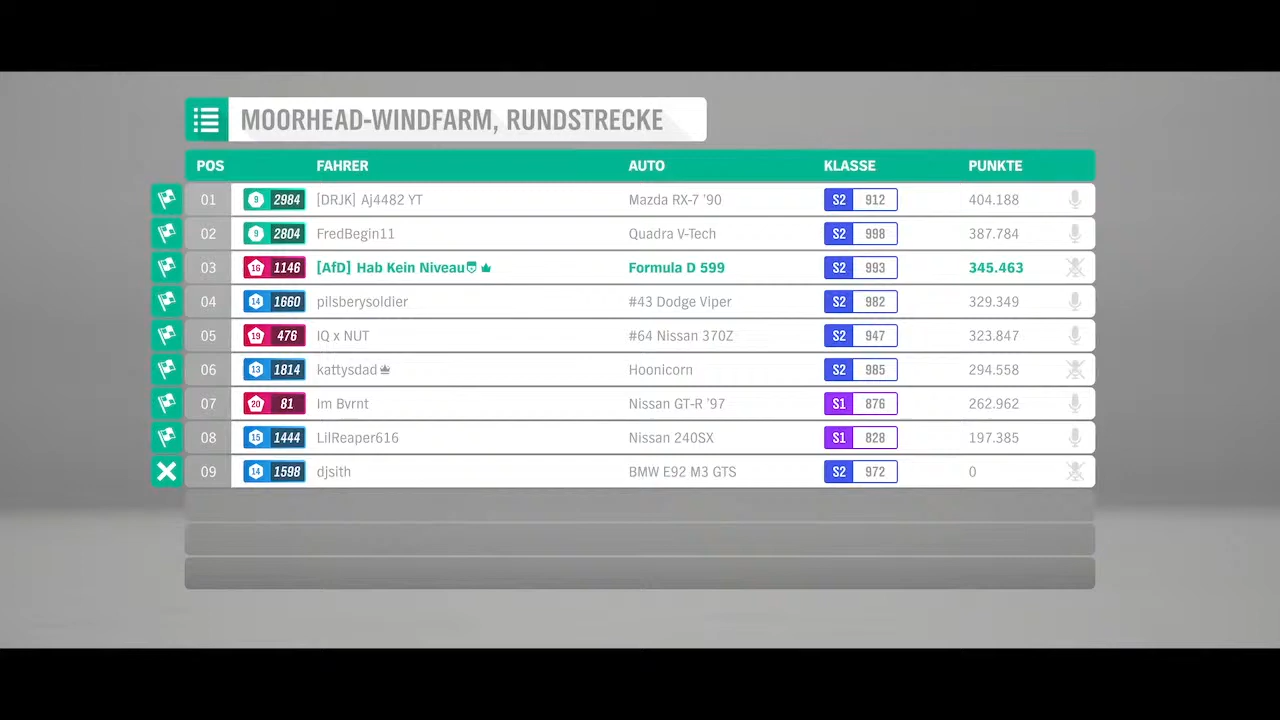 MOORHEAD-WINDFARM, RUNDSTRECKE
POS FAHRER AUTO KLASSE PUNKTE
01 9 2984 [DRJK] Aj4482 YT Mazda RX-7 '90 S2 912 404.188
02 9 2804 FredBegin11 Quadra V-Tech S2 998 387.784
03 16 1146 [AfD] Hab Kein Niveau Formula D 599 S2 993 345.463
04 14 1660 pilsberysoldier #43 Dodge Viper S2 982 329.349
05 19 476 IQ x NUT #64 Nissan 370Z S2 947 323.847
06 13 1814 kattysdad Hoonicorn S2 985 294.558
07 20 81 Im Bvrnt Nissan GT-R '97 S1 876 262.962
08 15 1444 LilReaper616 Nissan 240SX S1 828 197.385
09 14 1598 djsith BMW E92 M3 GTS S2 972 0